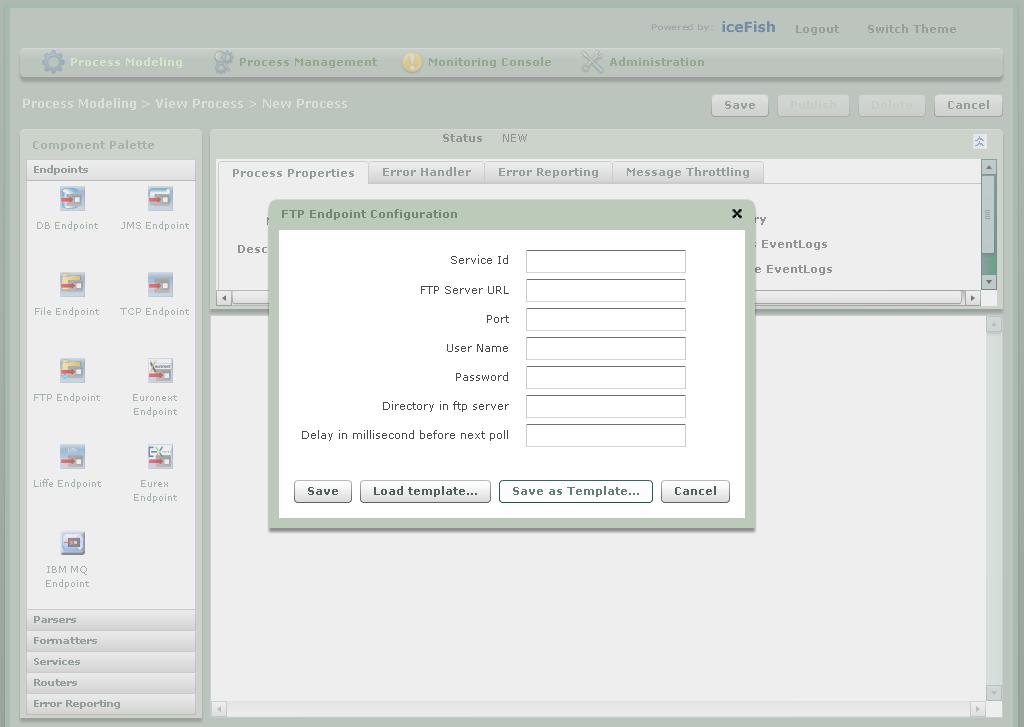 Powered by: iceFish Logout Switch Theme
Process Modeling Process Management Monitoring Console Administration
Process Modeling > View Process > New Process
Save Publish Delete Cancel
Component Palette
Endpoints
DB Endpoint JMS Endpoint
File Endpoint TCP Endpoint
FTP Endpoint Euronext Endpoint
Liffe Endpoint Eurex Endpoint
IBM MQ Endpoint
Parsers
Formatters
Services
Routers
Error Reporting
Status NEW
Process Properties Error Handler Error Reporting Message Throttling
EventLogs
EventLogs
FTP Endpoint Configuration
Service Id
FTP Server URL
Port
User Name
Password
Directory in ftp server
Delay in millisecond before next poll
Save Load template... Save as Template... Cancel